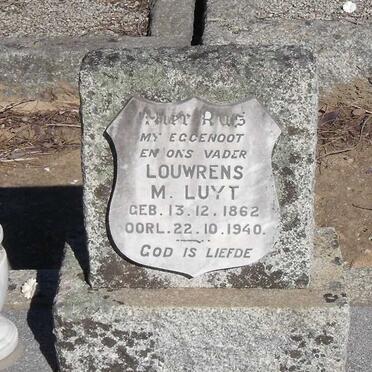 Hier Rus
MY EGGENOOT
EN ONS VADER
LOUWRENS
M. LUYT
GEB. 13.12.1862
OORL. 22.10.1940.
GOD IS LIEFDE